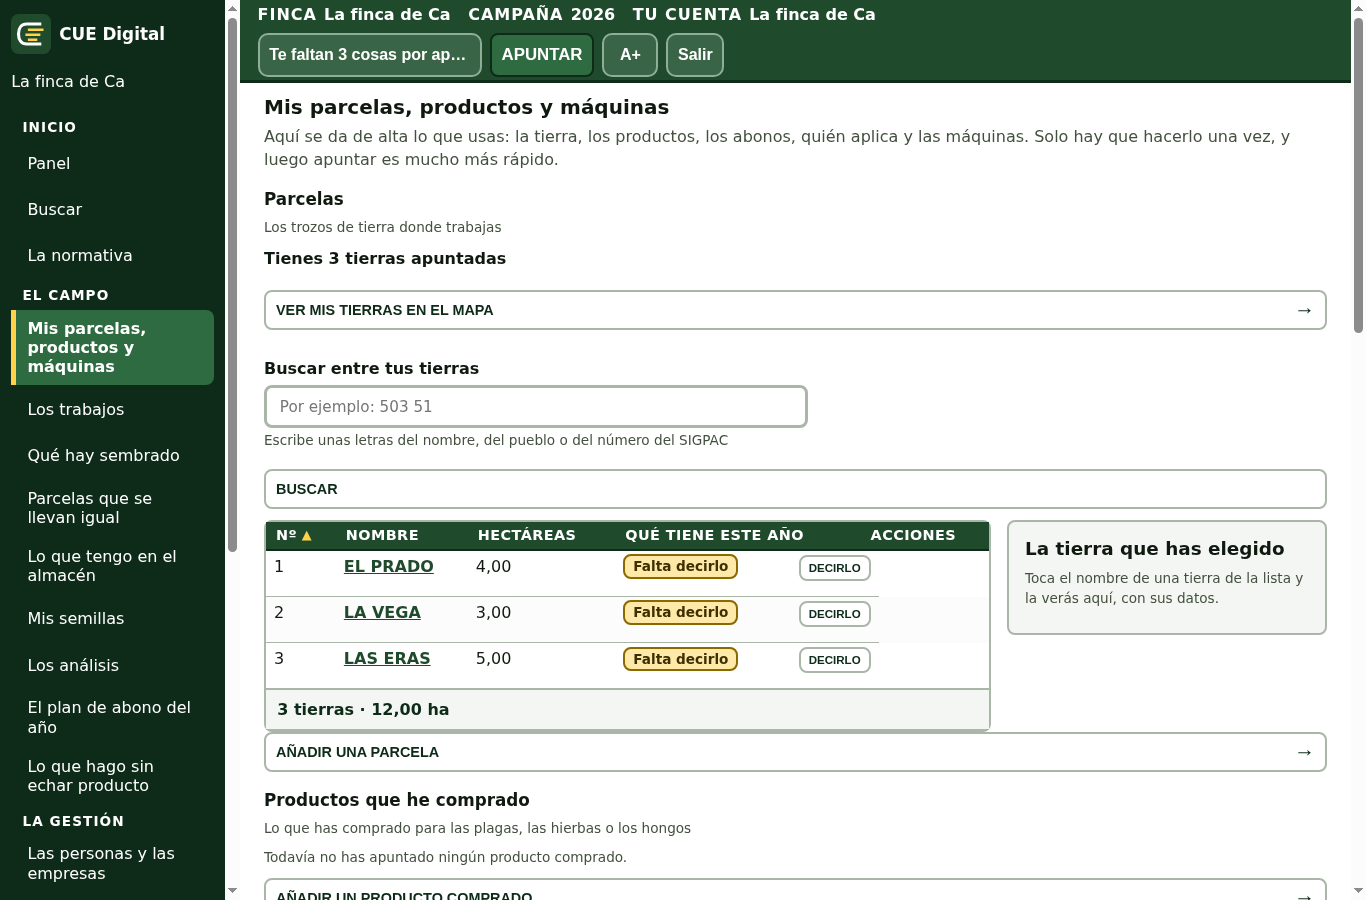 CUE Digital
La finca de Ca
INICIO
Panel
Buscar
La normativa
EL CAMPO
Mis parcelas,
productos y
máquinas
Los trabajos
Qué hay sembrado
Parcelas que se
llevan igual
Lo que tengo en el
almacén
Mis semillas
Los análisis
El plan de abono del
año
Lo que hago sin
echar producto
LA GESTIÓN
Las personas y las
empresas
FINCA La finca de Ca CAMPAÑA 2026 TU CUENTA La finca de Ca
Te faltan 3 cosas por ap… APUNTAR A+ Salir
Mis parcelas, productos y máquinas
Aquí se da de alta lo que usas: la tierra, los productos, los abonos, quién aplica y las máquinas. Solo hay que hacerlo una vez, y
luego apuntar es mucho más rápido.
Parcelas
Los trozos de tierra donde trabajas
Tienes 3 tierras apuntadas
VER MIS TIERRAS EN EL MAPA →
Buscar entre tus tierras
Por ejemplo: 503 51
Escribe unas letras del nombre, del pueblo o del número del SIGPAC
BUSCAR
Nº ▲ NOMBRE HECTÁREAS QUÉ TIENE ESTE AÑO ACCIONES
1 EL PRADO 4,00 Falta decirlo DECIRLO
2 LA VEGA 3,00 Falta decirlo DECIRLO
3 LAS ERAS 5,00 Falta decirlo DECIRLO
3 tierras · 12,00 ha
La tierra que has elegido
Toca el nombre de una tierra de la lista y
la verás aquí, con sus datos.
AÑADIR UNA PARCELA →
Productos que he comprado
Lo que has comprado para las plagas, las hierbas o los hongos
Todavía no has apuntado ningún producto comprado.
AÑADIR UN PRODUCTO COMPRADO →